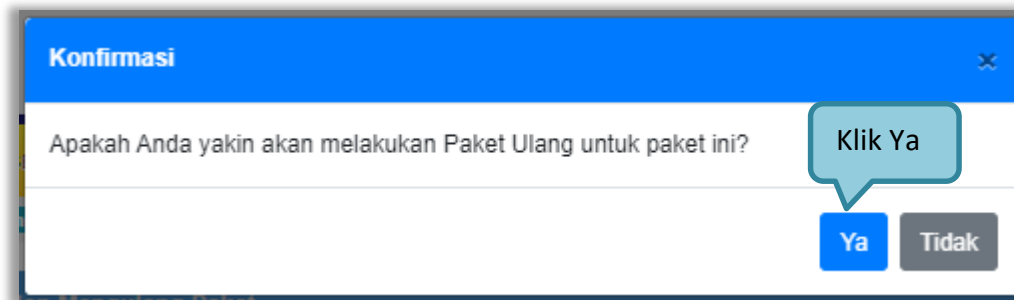 Konfirmasi
×
Apakah Anda yakin akan melakukan Paket Ulang untuk paket ini?
Klik Ya
Ya
Tidak